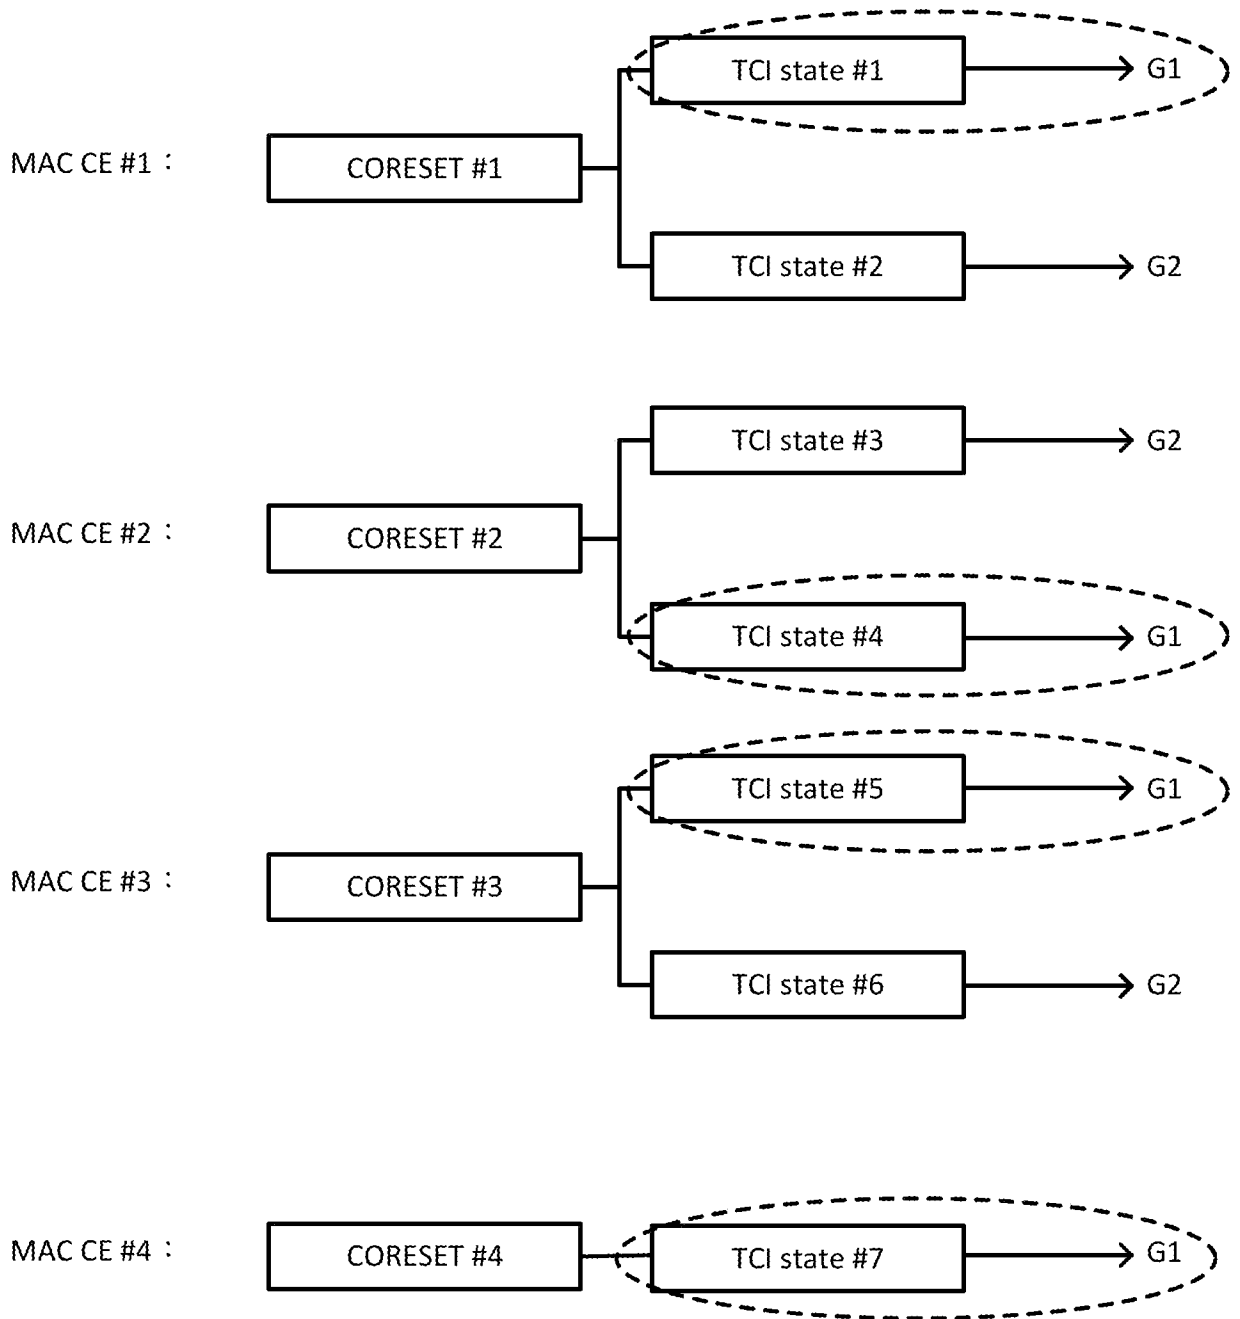 TCI state #1 G1
MAC CE #1： CORESET #1
TCI state #2 G2
TCI state #3 G2
MAC CE #2： CORESET #2
TCI state #4 G1
TCI state #5 G1
MAC CE #3： CORESET #3
TCI state #6 G2
MAC CE #4： CORESET #4 TCI state #7 G1